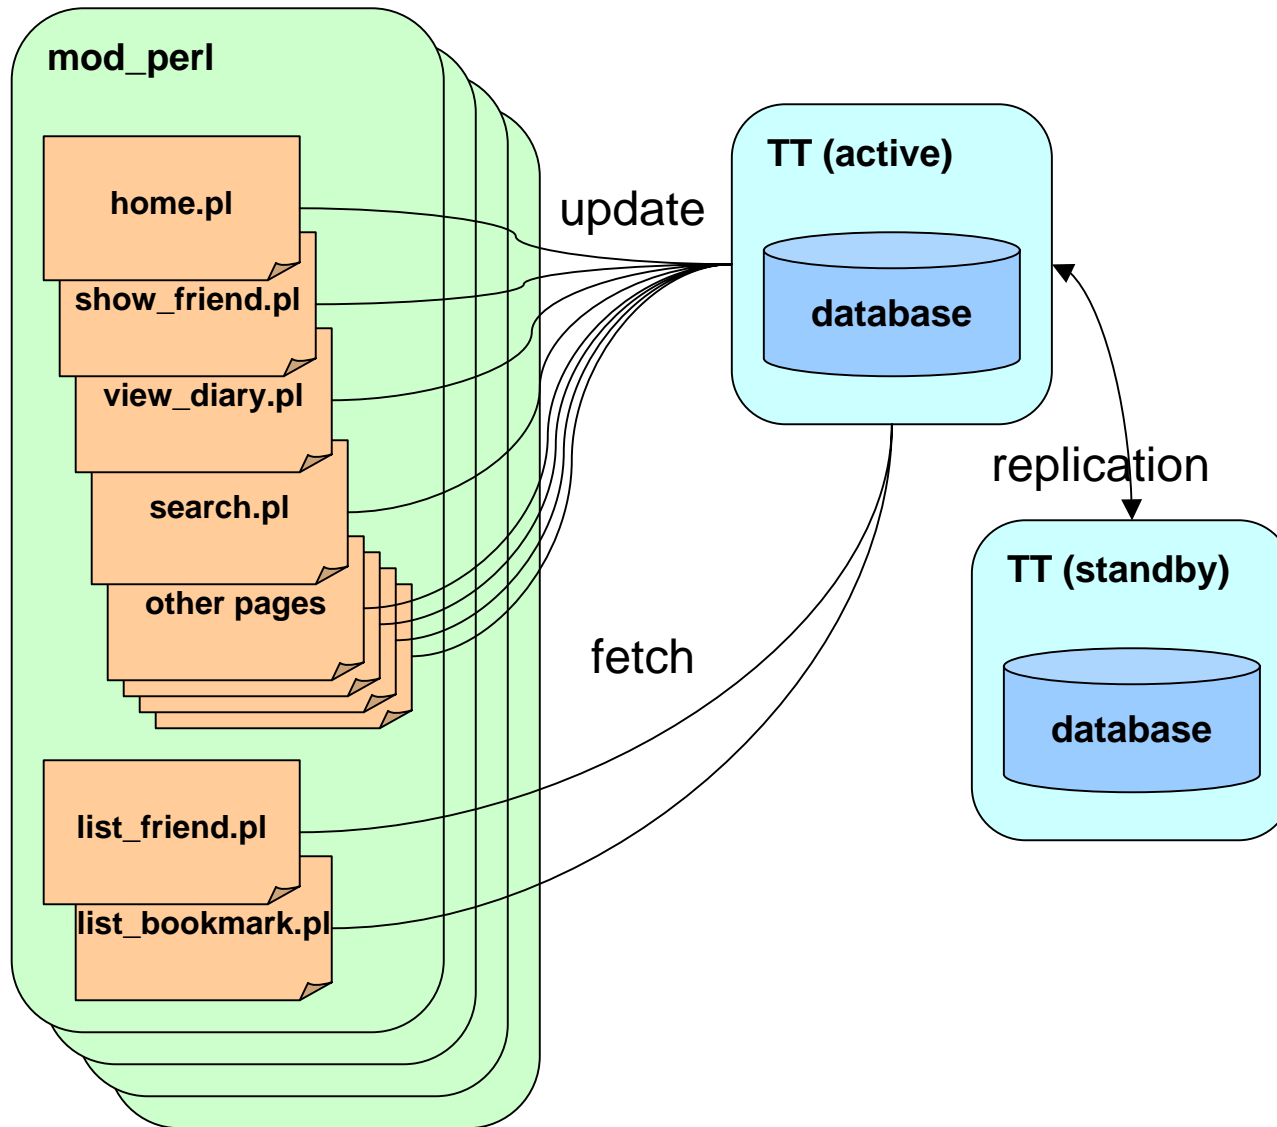 mod_perl
home.pl
show_friend.pl
view_diary.pl
search.pl
other pages
list_friend.pl
list_bookmark.pl
update
fetch
TT (active)
database
replication
TT (standby)
database